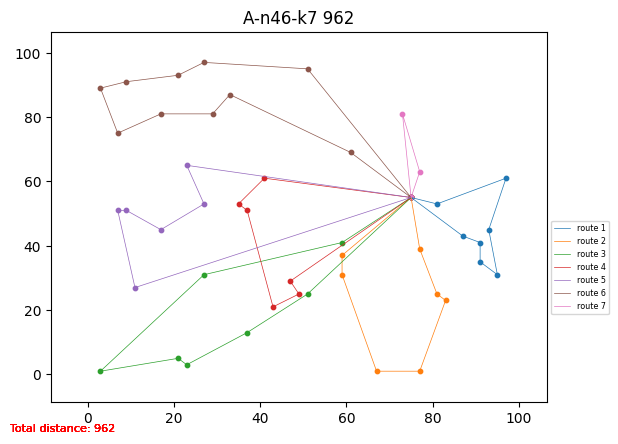 A-n46-k7 962
100
80
60
40
20
0
0 20 40 60 80 100
route 1
route 2
route 3
route 4
route 5
route 6
route 7
Total distance: 962